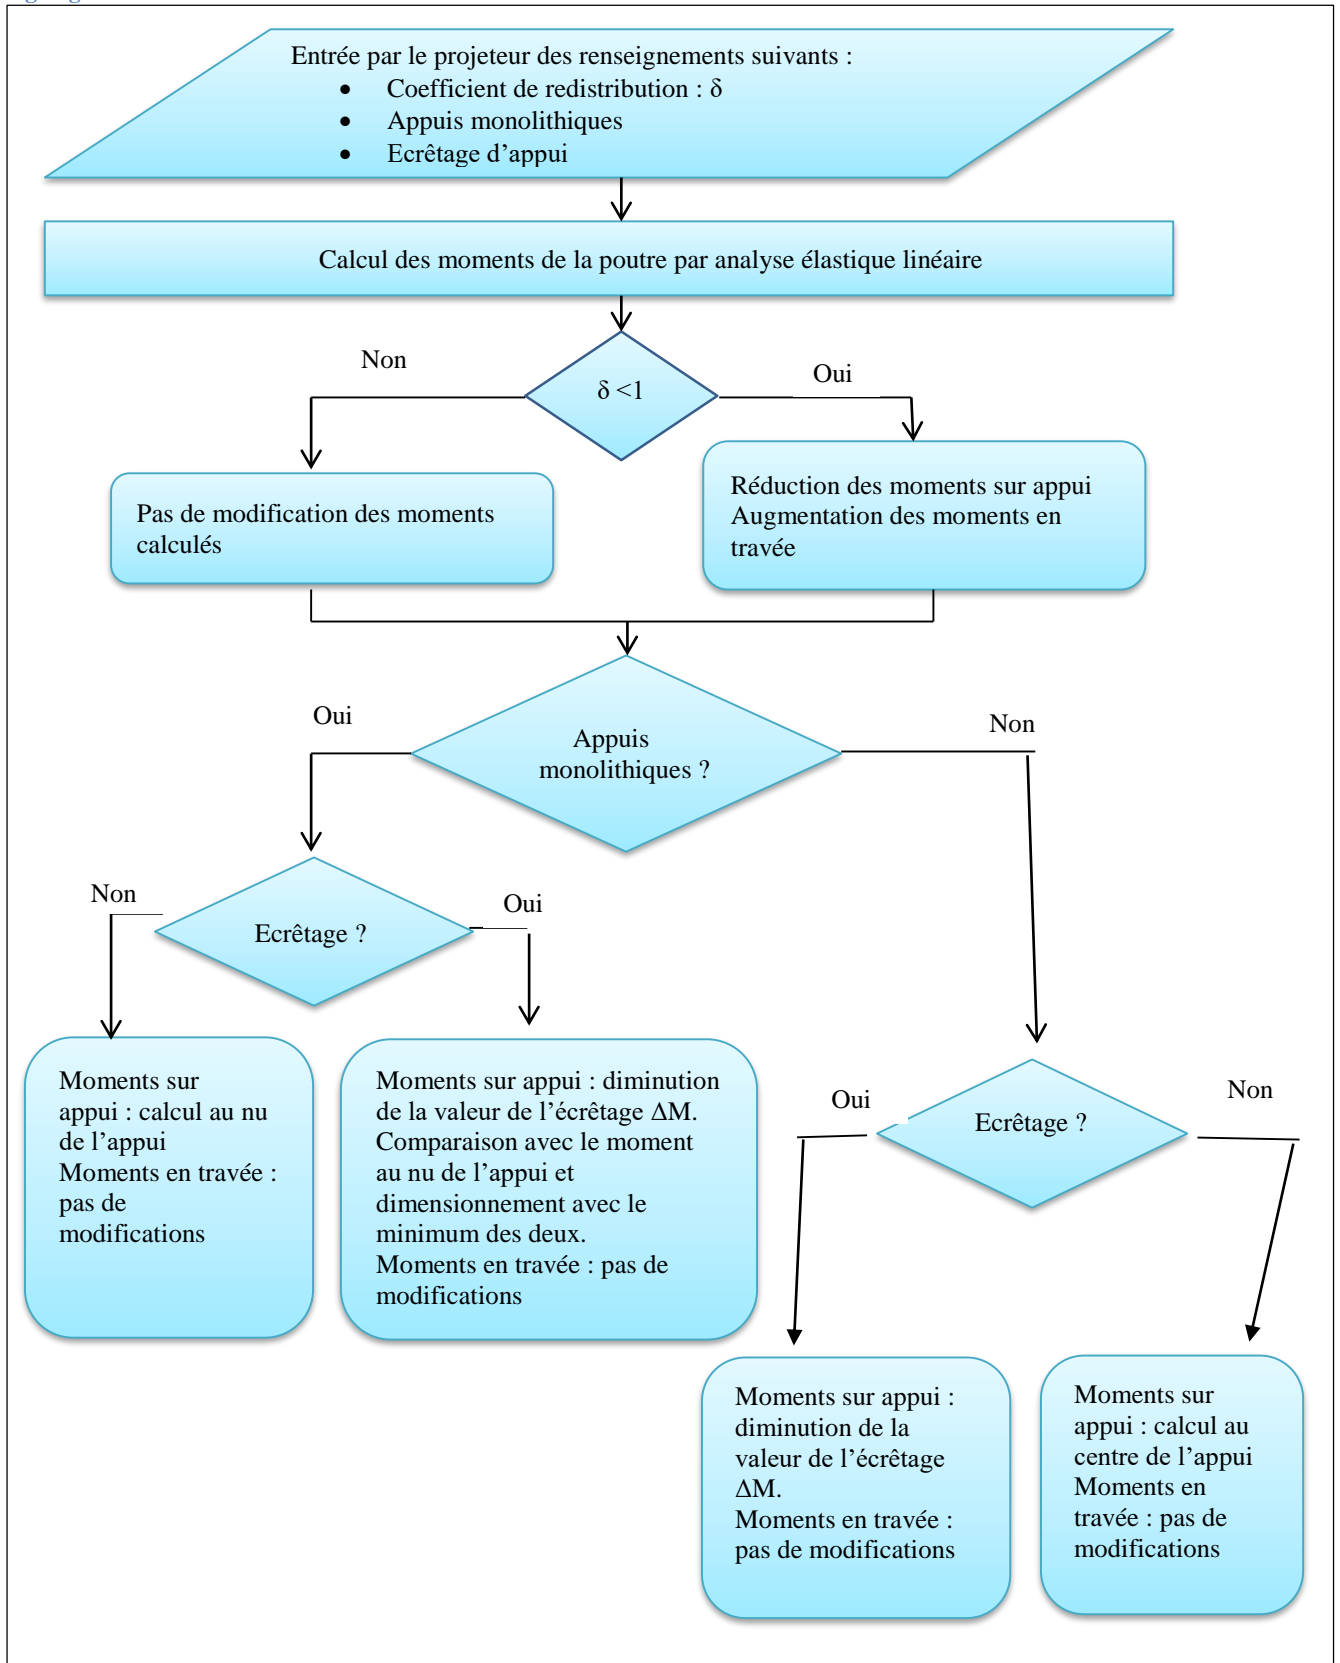 Entrée par le projeteur des renseignements suivants :
• Coefficient de redistribution : δ
• Appuis monolithiques
• Ecrêtage d’appui
Calcul des moments de la poutre par analyse élastique linéaire
Non
δ <1
Oui
Pas de modification des moments
calculés
Réduction des moments sur appui
Augmentation des moments en
travée
Oui
Appuis
monolithiques ?
Non
Non
Ecrêtage ?
Oui
Moments sur
appui : calcul au nu
de l’appui
Moments en travée :
pas de
modifications
Moments sur appui : diminution
de la valeur de l’écrêtage ΔM.
Comparaison avec le moment
au nu de l’appui et
dimensionnement avec le
minimum des deux.
Moments en travée : pas de
modifications
Oui
Ecrêtage ?
Non
Moments sur appui :
diminution de la
valeur de l’écrêtage
ΔM.
Moments en travée :
pas de modifications
Moments sur
appui : calcul au
centre de l’appui
Moments en
travée : pas de
modifications